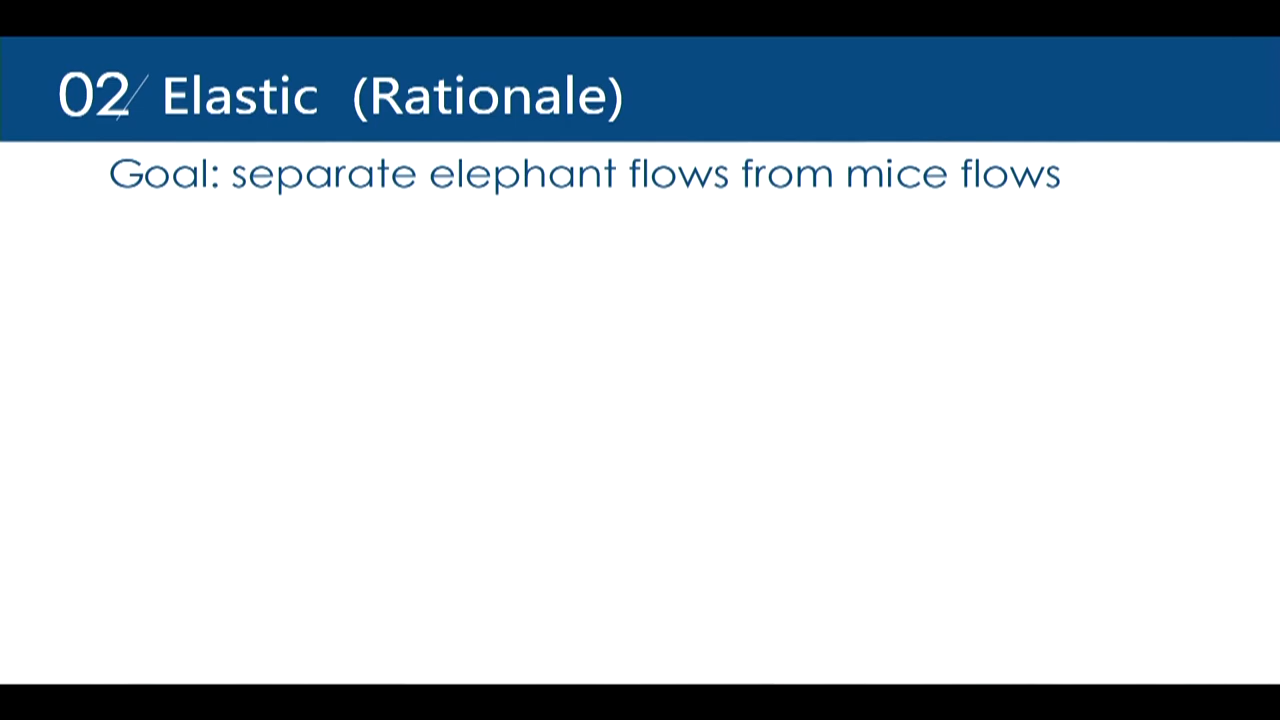 02/ Elastic (Rationale)
Goal: separate elephant flows from mice flows